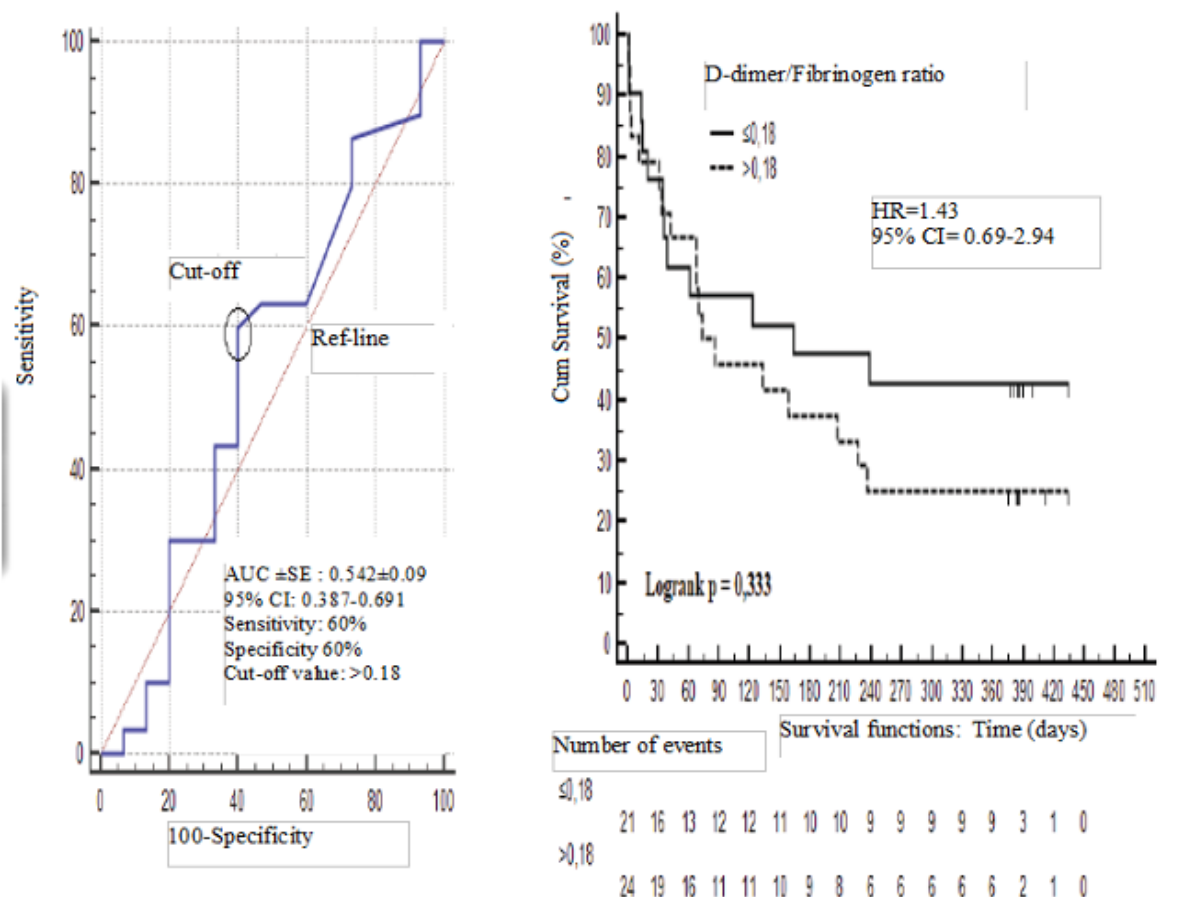 100
80
60
40
20
0
Sensitivity
Cut-off
Ref-line
AUC ±SE : 0.542±0.09
95% CI: 0.387-0.691
Sensitivity: 60%
Specificity 60%
Cut-off value: >0.18
0 20 40 60 80 100
100-Specificity
100
90
80
70
60
50
40
30
20
10
0
Cum Survival (%)
D-dimer/Fibrinogen ratio
≤0,18
>0,18
HR=1.43
95% CI= 0.69-2.94
Logrank p = 0,333
0 30 60 90 120 150 180 210 240 270 300 330 360 390 420 450 480 510
Survival functions: Time (days)
Number of events
≤0,18
21 16 13 12 12 11 10 10 9 9 9 9 9 3 1 0
>0,18
24 19 16 11 11 10 9 8 6 6 6 6 6 2 1 0